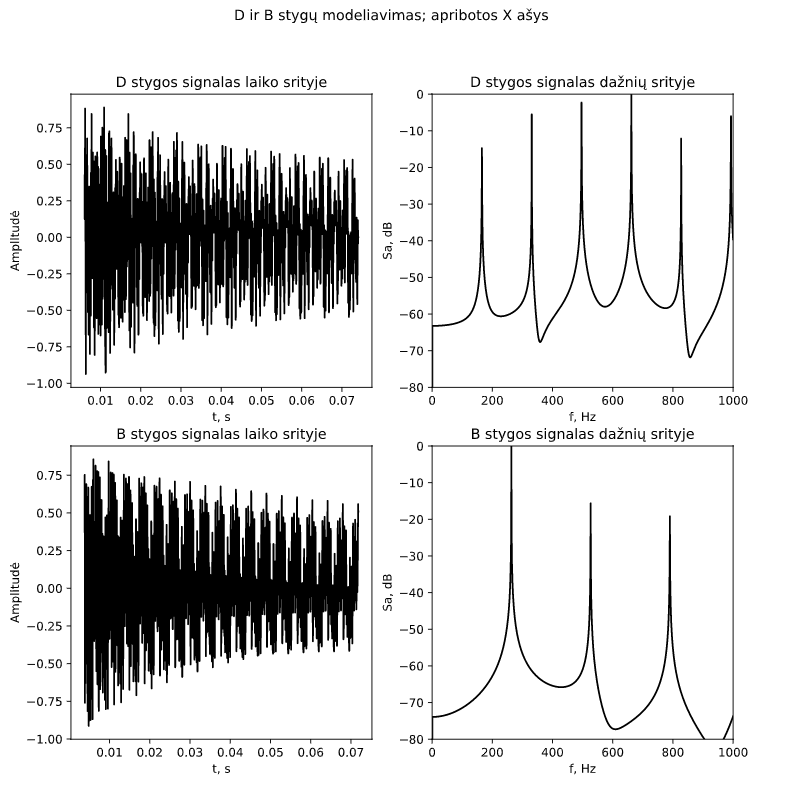 D ir B stygų modeliavimas; apribotos X ašys
D stygos signalas laiko srityje
Amplitudė
0.75
0.50
0.25
0.00
−0.25
−0.50
−0.75
−1.00
0.01 0.02 0.03 0.04 0.05 0.06 0.07
t, s
D stygos signalas dažnių srityje
Sa, dB
0
−10
−20
−30
−40
−50
−60
−70
−80
0 200 400 600 800 1000
f, Hz
B stygos signalas laiko srityje
Amplitudė
0.75
0.50
0.25
0.00
−0.25
−0.50
−0.75
−1.00
0.01 0.02 0.03 0.04 0.05 0.06 0.07
t, s
B stygos signalas dažnių srityje
Sa, dB
0
−10
−20
−30
−40
−50
−60
−70
−80
0 200 400 600 800 1000
f, Hz